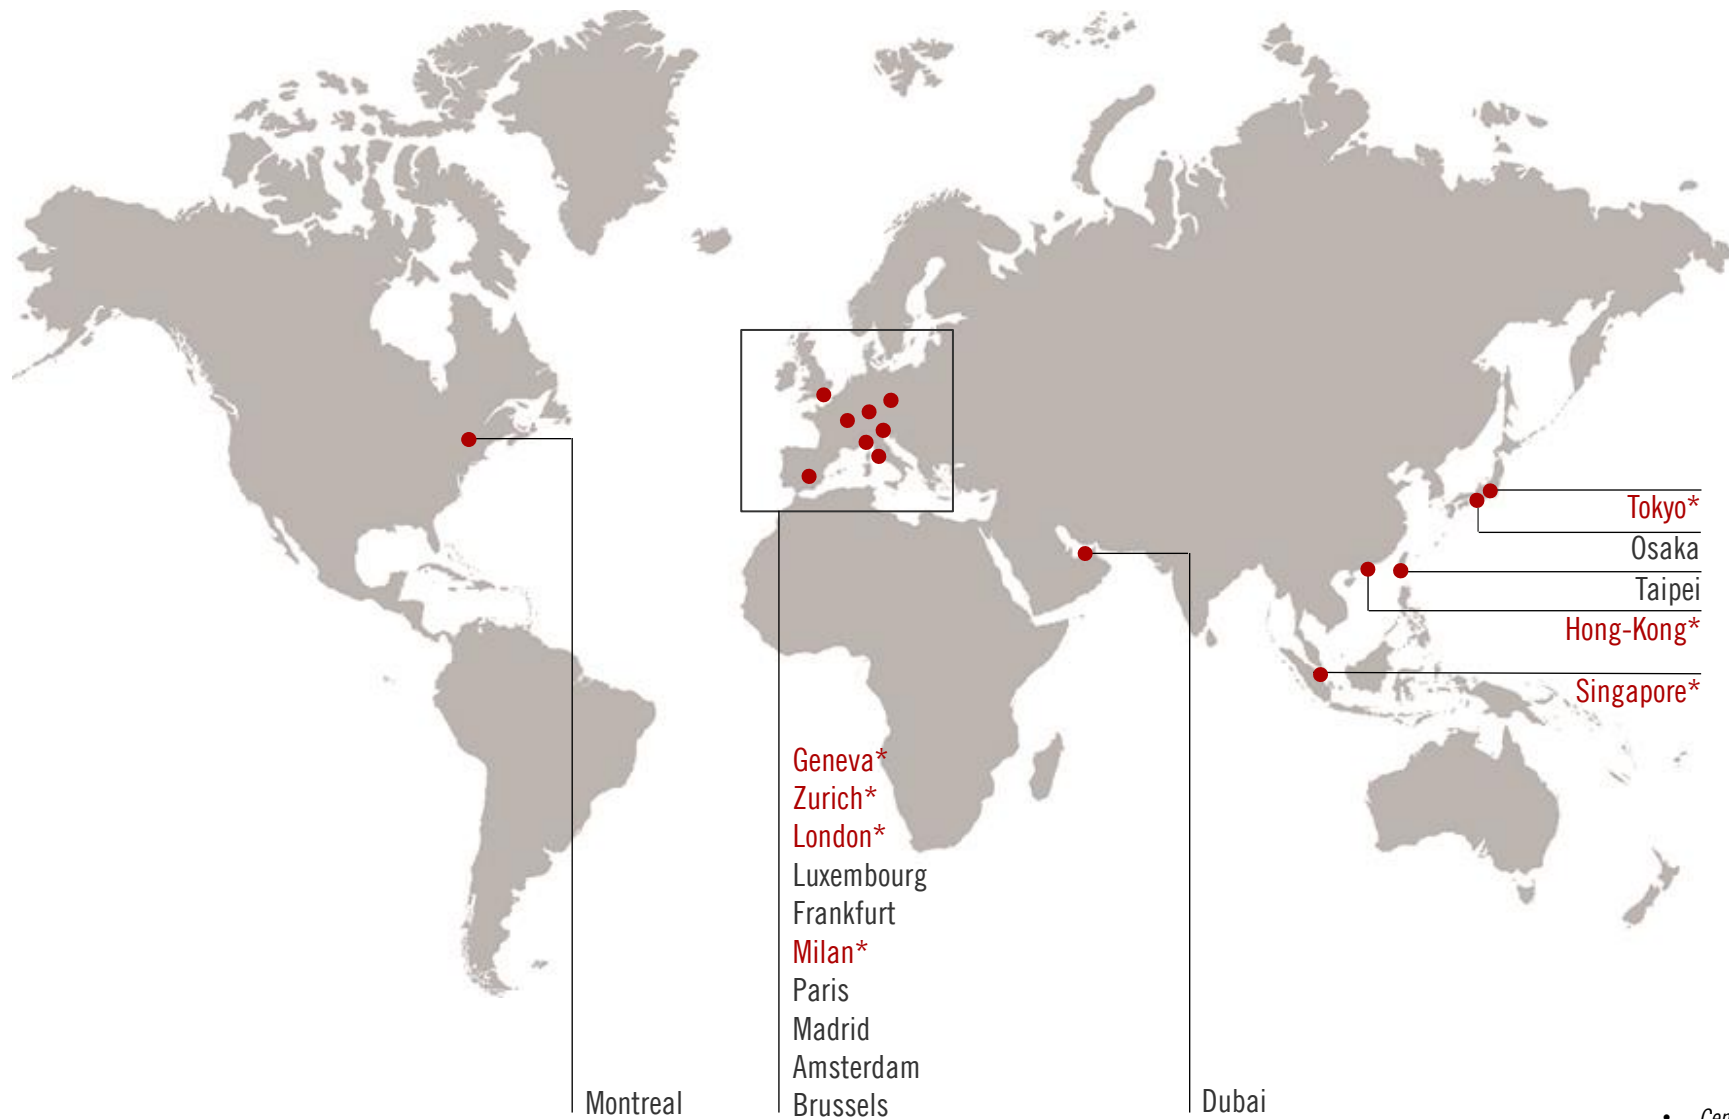 Tokyo*
Osaka
Taipei
Hong-Kong*
Singapore*
Geneva*
Zurich*
London*
Luxembourg
Frankfurt
Milan*
Paris
Madrid
Amsterdam
Brussels
Montreal
Dubai